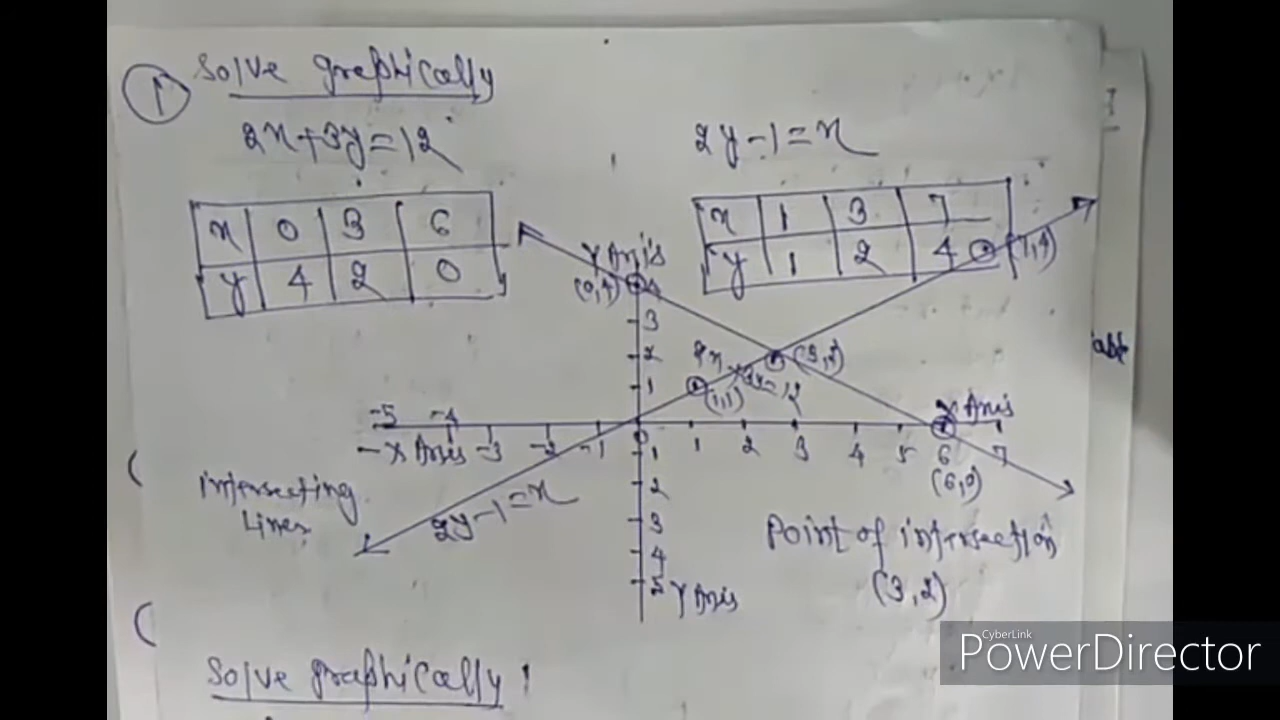 1 Solve graphically
2x+3y=12
2y-1=x
x 0 3 6
y 4 2 0
x 1 3 7
y 1 2 4
(7,4)
Y Axis
(0,4) 4
3
2
1
2x+3y=12
(3,2)
(1,1)
-5 -4
X Axis
-X Axis -3 -2 -1 0 1 2 3 4 5 6 7
(6,0)
1
2
3
4
5 Y Axis
Intersecting
Lines
2y-1=x
Point of intersection
(3,2)
Solve graphically!
CyberLink
PowerDirector